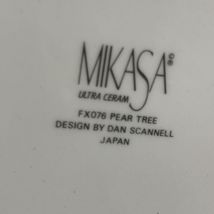 MIKASA ©®
ULTRA CERAM
FX076 PEAR TREE
DESIGN BY DAN SCANNELL
JAPAN